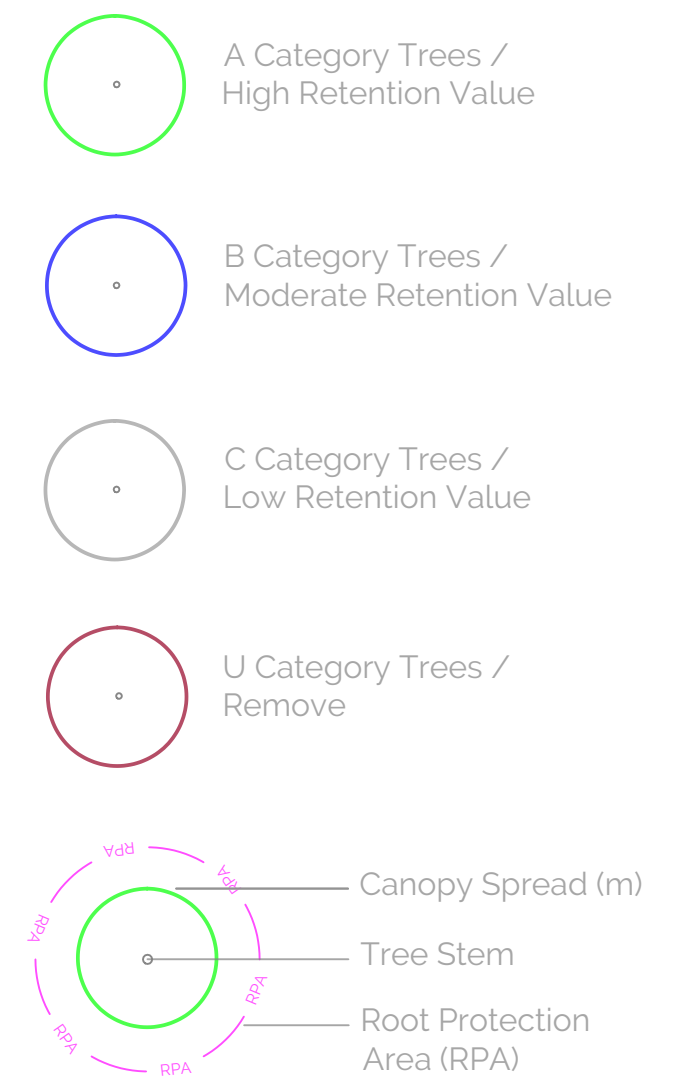 A Category Trees /
High Retention Value
B Category Trees /
Moderate Retention Value
C Category Trees /
Low Retention Value
U Category Trees /
Remove
RPA
RPA
RPA
RPA
RPA
RPA
Canopy Spread (m)
Tree Stem
Root Protection
Area (RPA)